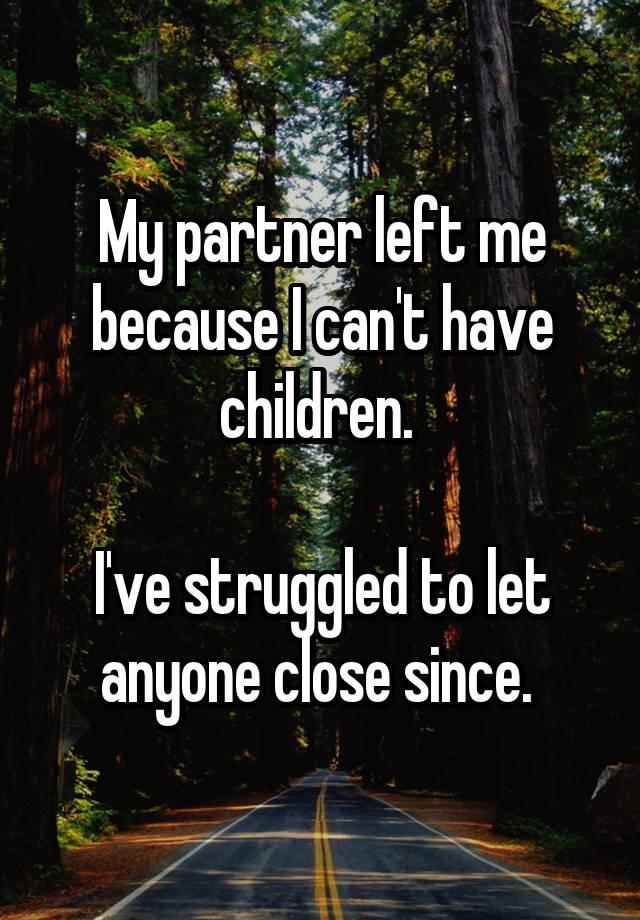 My partner left me
because I can't have
children.
I've struggled to let
anyone close since.